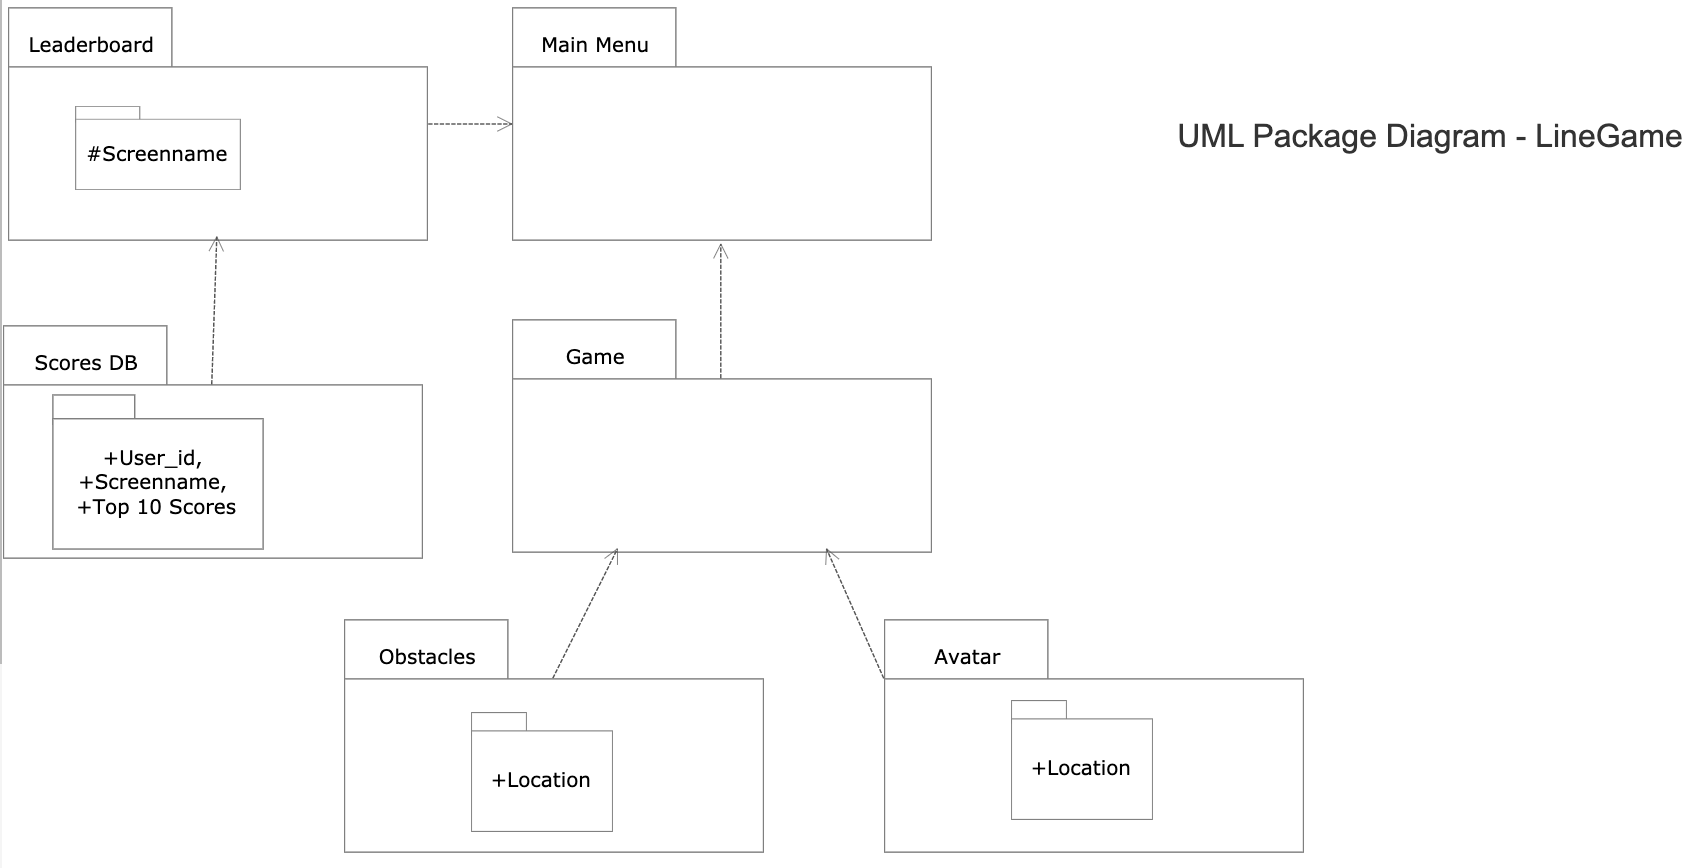 Leaderboard
Main Menu
UML Package Diagram - LineGame
#Screenname
Scores DB
Game
+User_id,
+Screenname,
+Top 10 Scores
Obstacles
Avatar
+Location
+Location